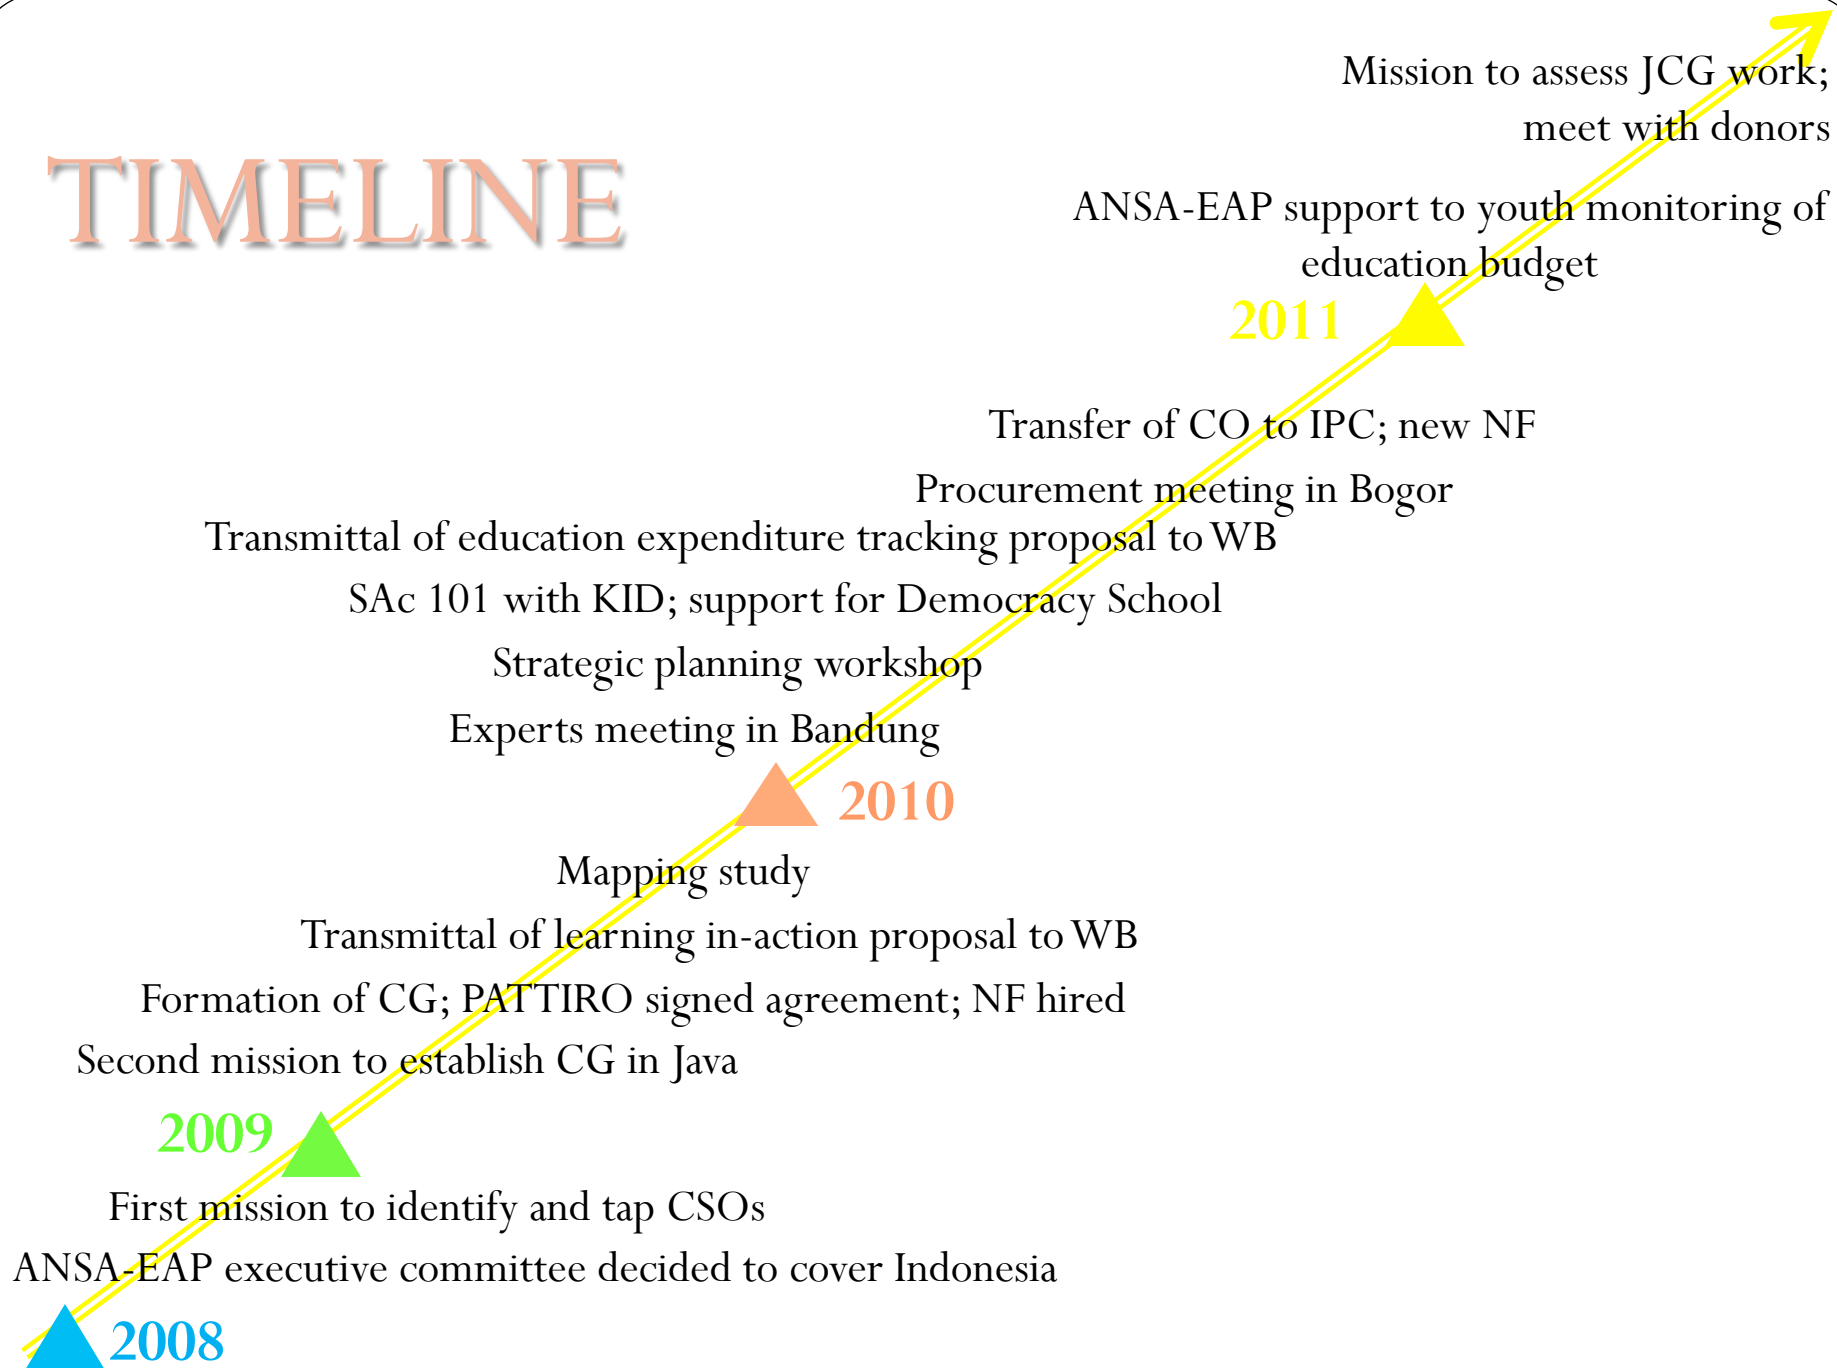 Mission to assess JCG work;
meet with donors
TIMELINE
ANSA-EAP support to youth monitoring of
education budget
2011
Transfer of CO to IPC; new NF
Procurement meeting in Bogor
Transmittal of education expenditure tracking proposal to WB
SAc 101 with KID; support for Democracy School
Strategic planning workshop
Experts meeting in Bandung
2010
Mapping study
Transmittal of learning in-action proposal to WB
Formation of CG; PATTIRO signed agreement; NF hired
Second mission to establish CG in Java
2009
First mission to identify and tap CSOs
ANSA-EAP executive committee decided to cover Indonesia
2008